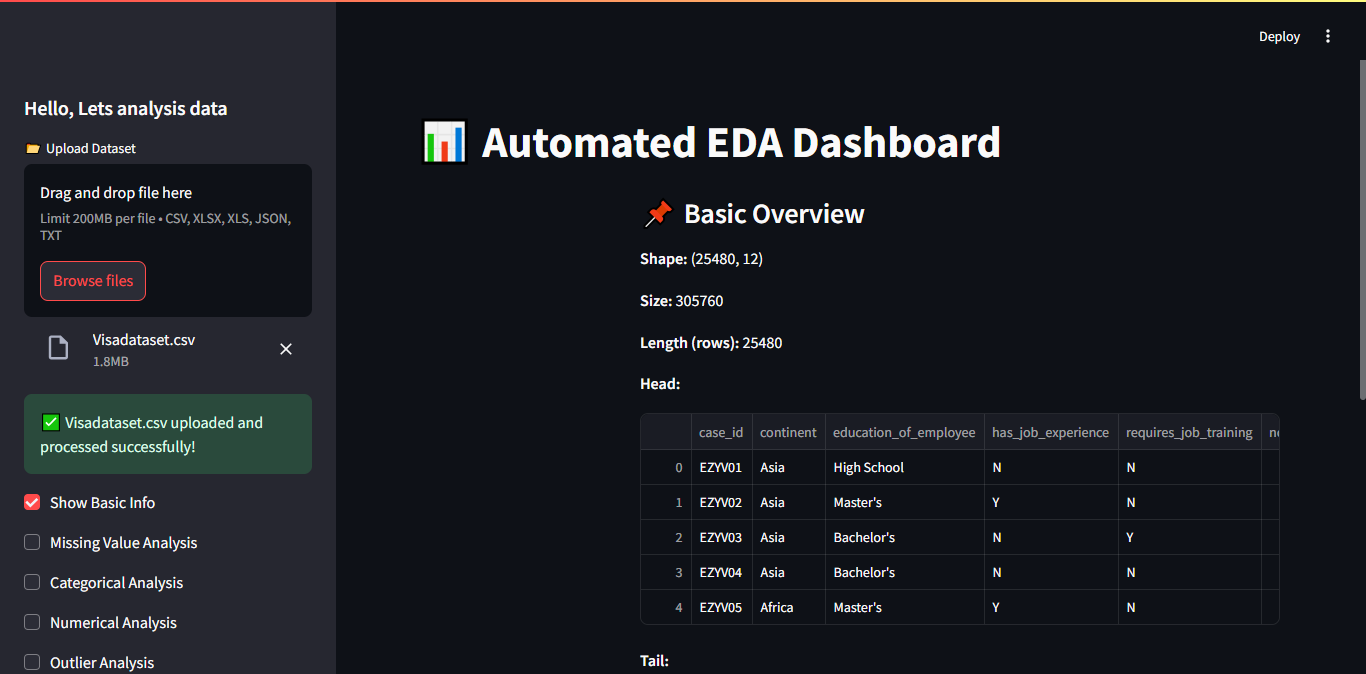 Deploy
Hello, Lets analysis data
📂 Upload Dataset
Drag and drop file here
Limit 200MB per file • CSV, XLSX, XLS, JSON,
TXT
Browse files
Visadataset.csv
1.8MB
✅ Visadataset.csv uploaded and
processed successfully!
Show Basic Info
Missing Value Analysis
Categorical Analysis
Numerical Analysis
Outlier Analysis
📊 Automated EDA Dashboard
📌 Basic Overview
Shape: (25480, 12)
Size: 305760
Length (rows): 25480
Head:
case_id continent education_of_employee has_job_experience requires_job_training
0 EZYV01 Asia High School N N
1 EZYV02 Asia Master's Y N
2 EZYV03 Asia Bachelor's N Y
3 EZYV04 Asia Bachelor's N N
4 EZYV05 Africa Master's Y N
Tail: